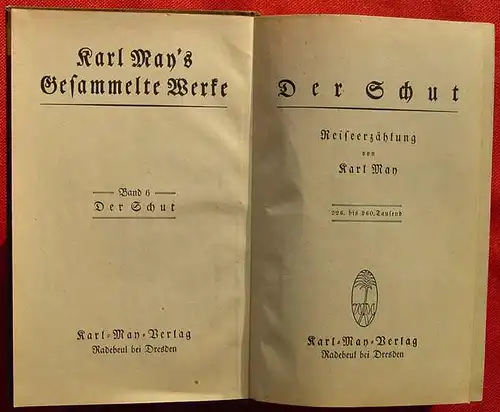 Karl May's
Gesammelte Werke
Band 6
Der Schut
Karl-May-Verlag
Radebeul bei Dresden
Der Schut
Reiseerzählung
von
Karl May
226. bis 260. Tausend
Karl-May-Verlag
Radebeul bei Dresden